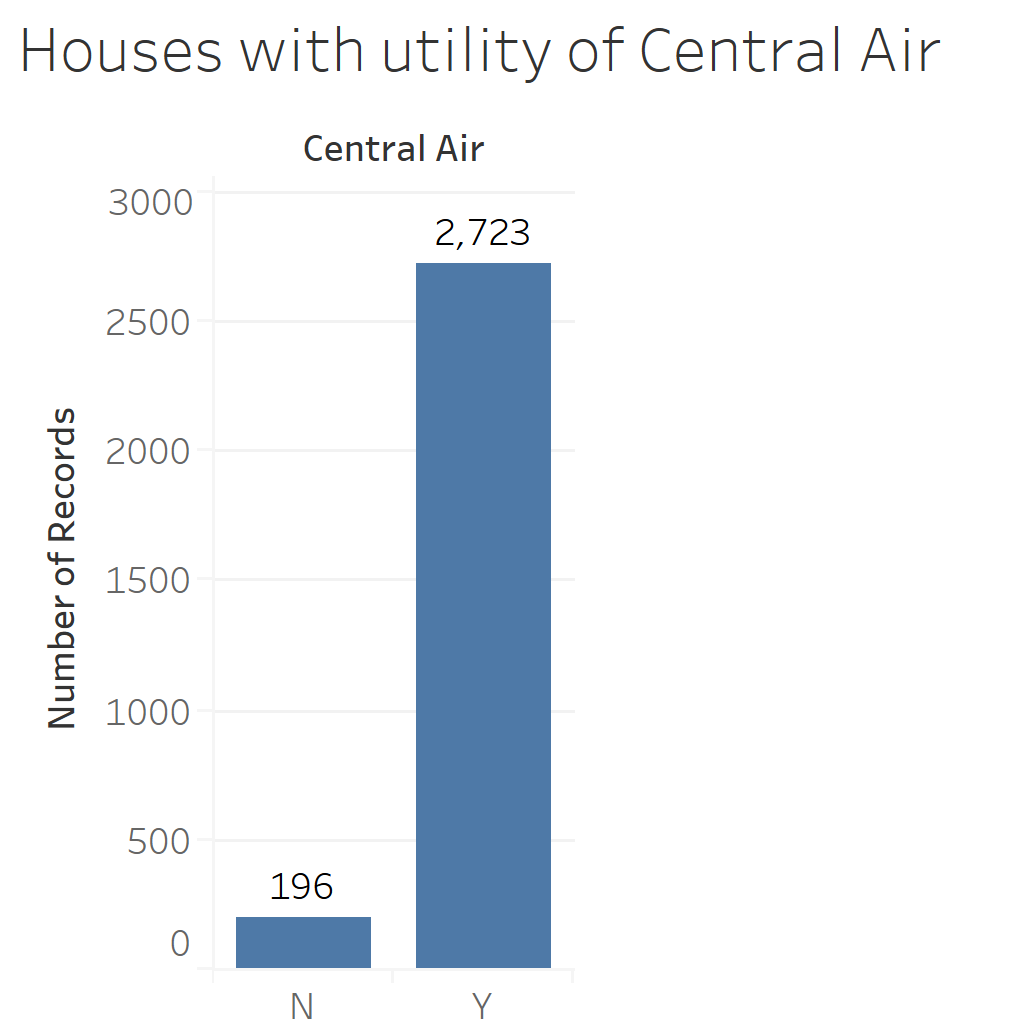 Houses with utility of Central Air
Central Air
3000
2,723
2500
2000
Number of Records
1500
1000
500
196
0
N Y